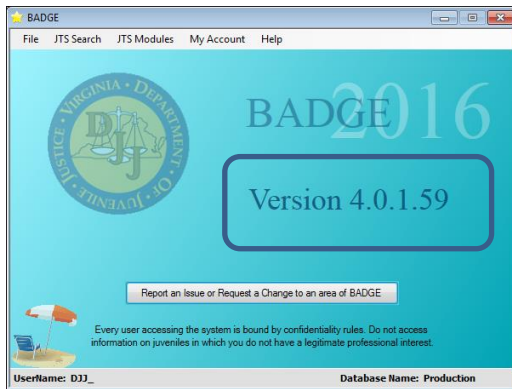 BADGE
File JTS Search JTS Modules My Account Help
VIRGINIA • DEPARTMENT OF JUVENILE JUSTICE •
DJJ
BADGE 2016
Version 4.0.1.59
Report an Issue or Request a Change to an area of BADGE
Every user accessing the system is bound by confidentiality rules. Do not access
information on juveniles in which you do not have a legitimate professional interest.
UserName: DJJ_ Database Name: Production